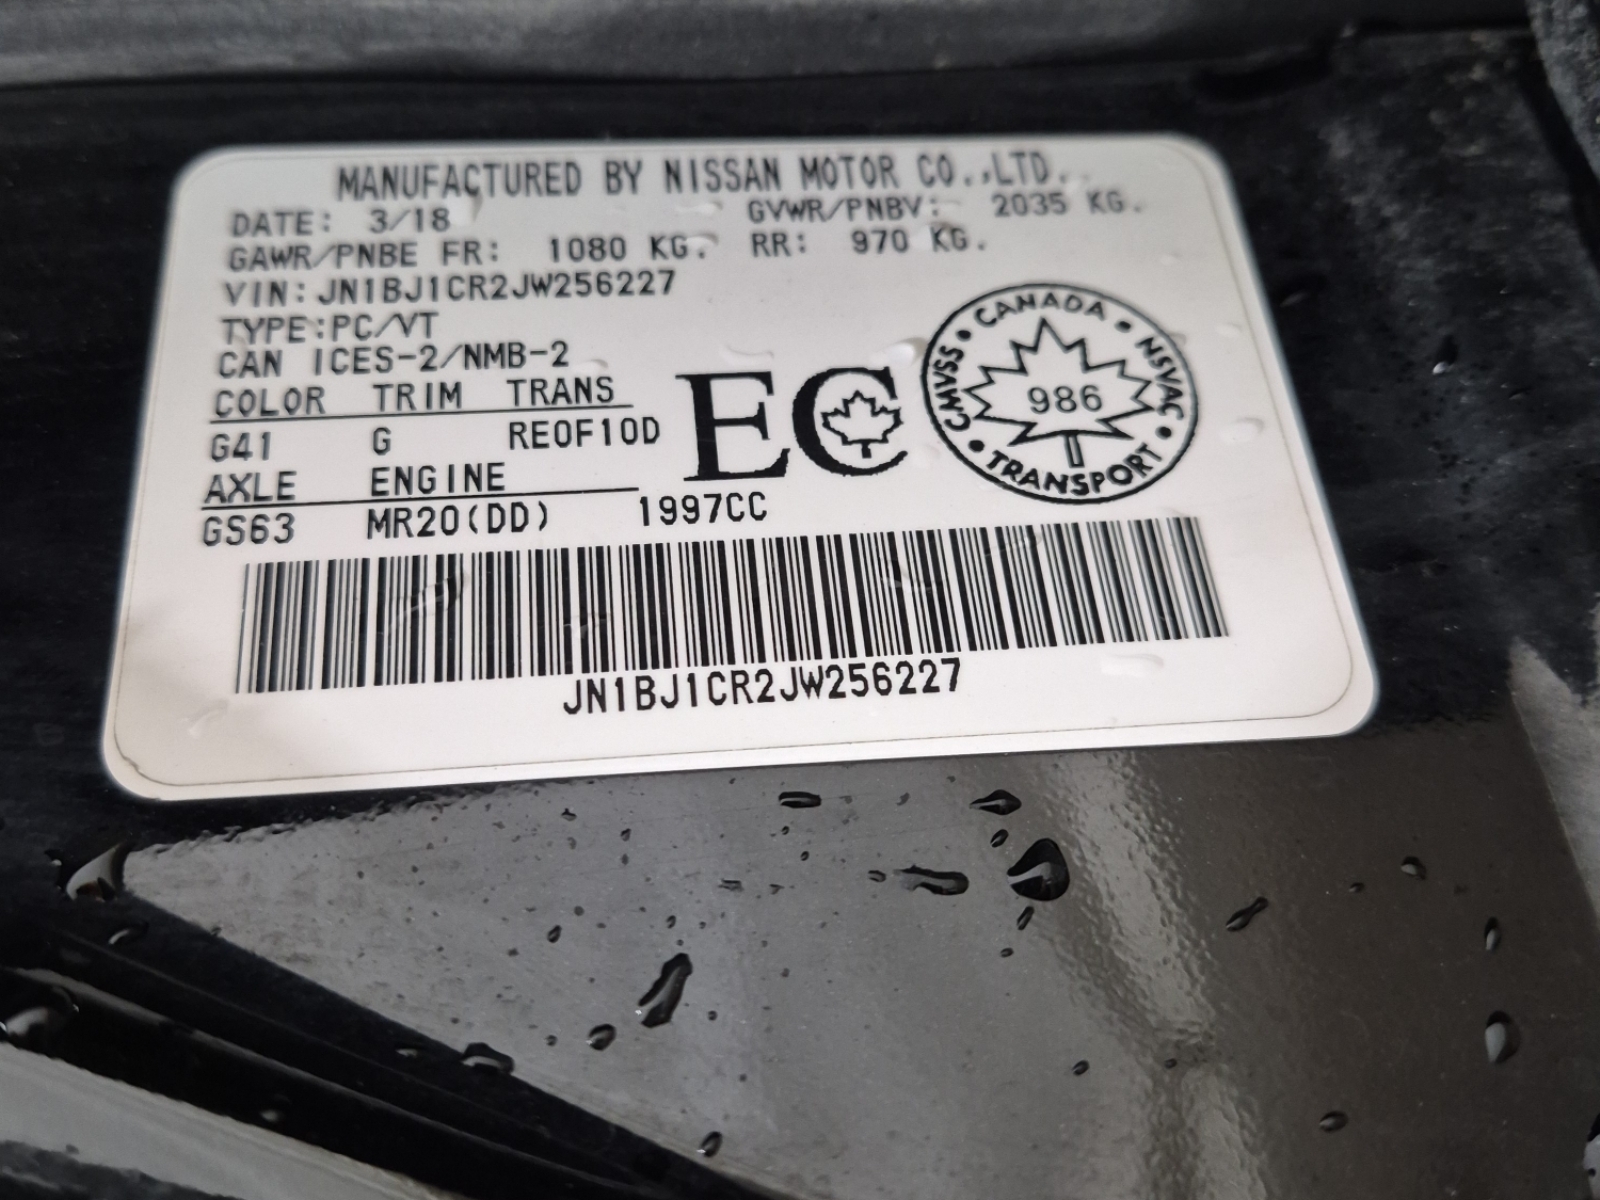 MANUFACTURED BY NISSAN MOTOR CO.,LTD.
DATE: 3/18 GVWR/PNBV: 2035 KG.
GAWR/PNBE FR: 1080 KG. RR: 970 KG.
VIN:JN1BJ1CR2JW256227
TYPE:PC/VT
CAN ICES-2/NMB-2
COLOR TRIM TRANS
G41 G RE0F10D
AXLE ENGINE
GS63 MR20(DD) 1997CC
EC
CANADA • NSVAC • TRANSPORT • CMVSS •
986
JN1BJ1CR2JW256227